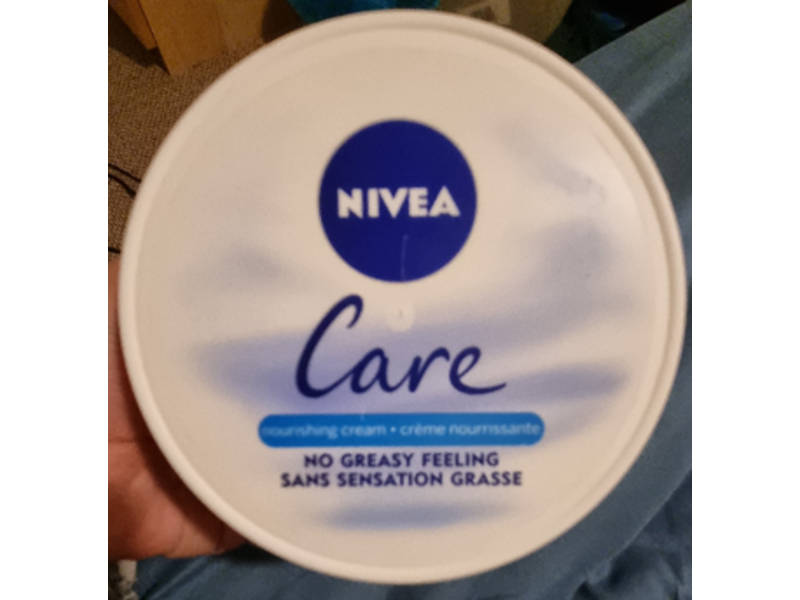 NIVEA
Care
nourishing cream • crème nourrissante
NO GREASY FEELING
SANS SENSATION GRASSE